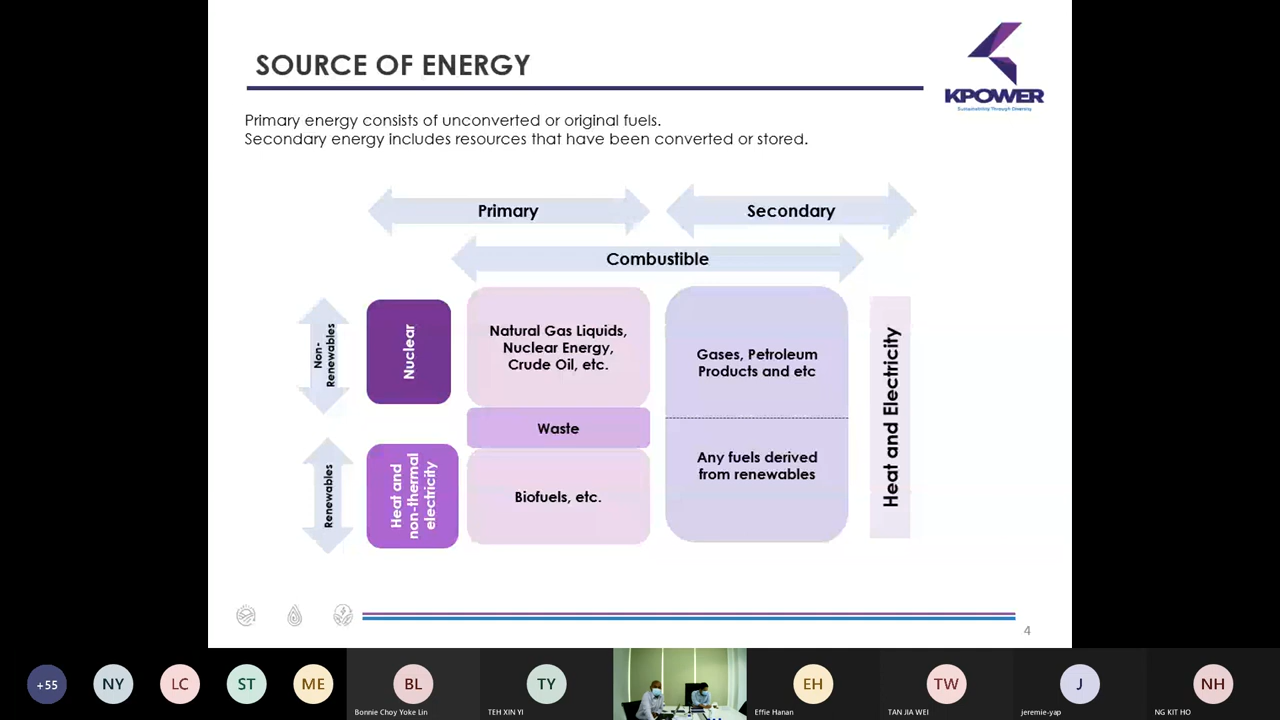 SOURCE OF ENERGY
KPOWER
Sustainability Through Diversity
Primary energy consists of unconverted or original fuels.
Secondary energy includes resources that have been converted or stored.
Primary
Secondary
Combustible
Non-
Renewables
Nuclear
Natural Gas Liquids,
Nuclear Energy,
Crude Oil, etc.
Gases, Petroleum
Products and etc
Heat and Electricity
Waste
Renewables
Heat and
non-thermal
electricity
Biofuels, etc.
Any fuels derived
from renewables
4
+55
NY
LC
ST
ME
BL
Bonnie Choy Yoke Lin
TY
TEH XIN YI
EH
Effie Hanan
TW
TAN JIA WEI
J
jeremie-yap
NH
NG KIT HO